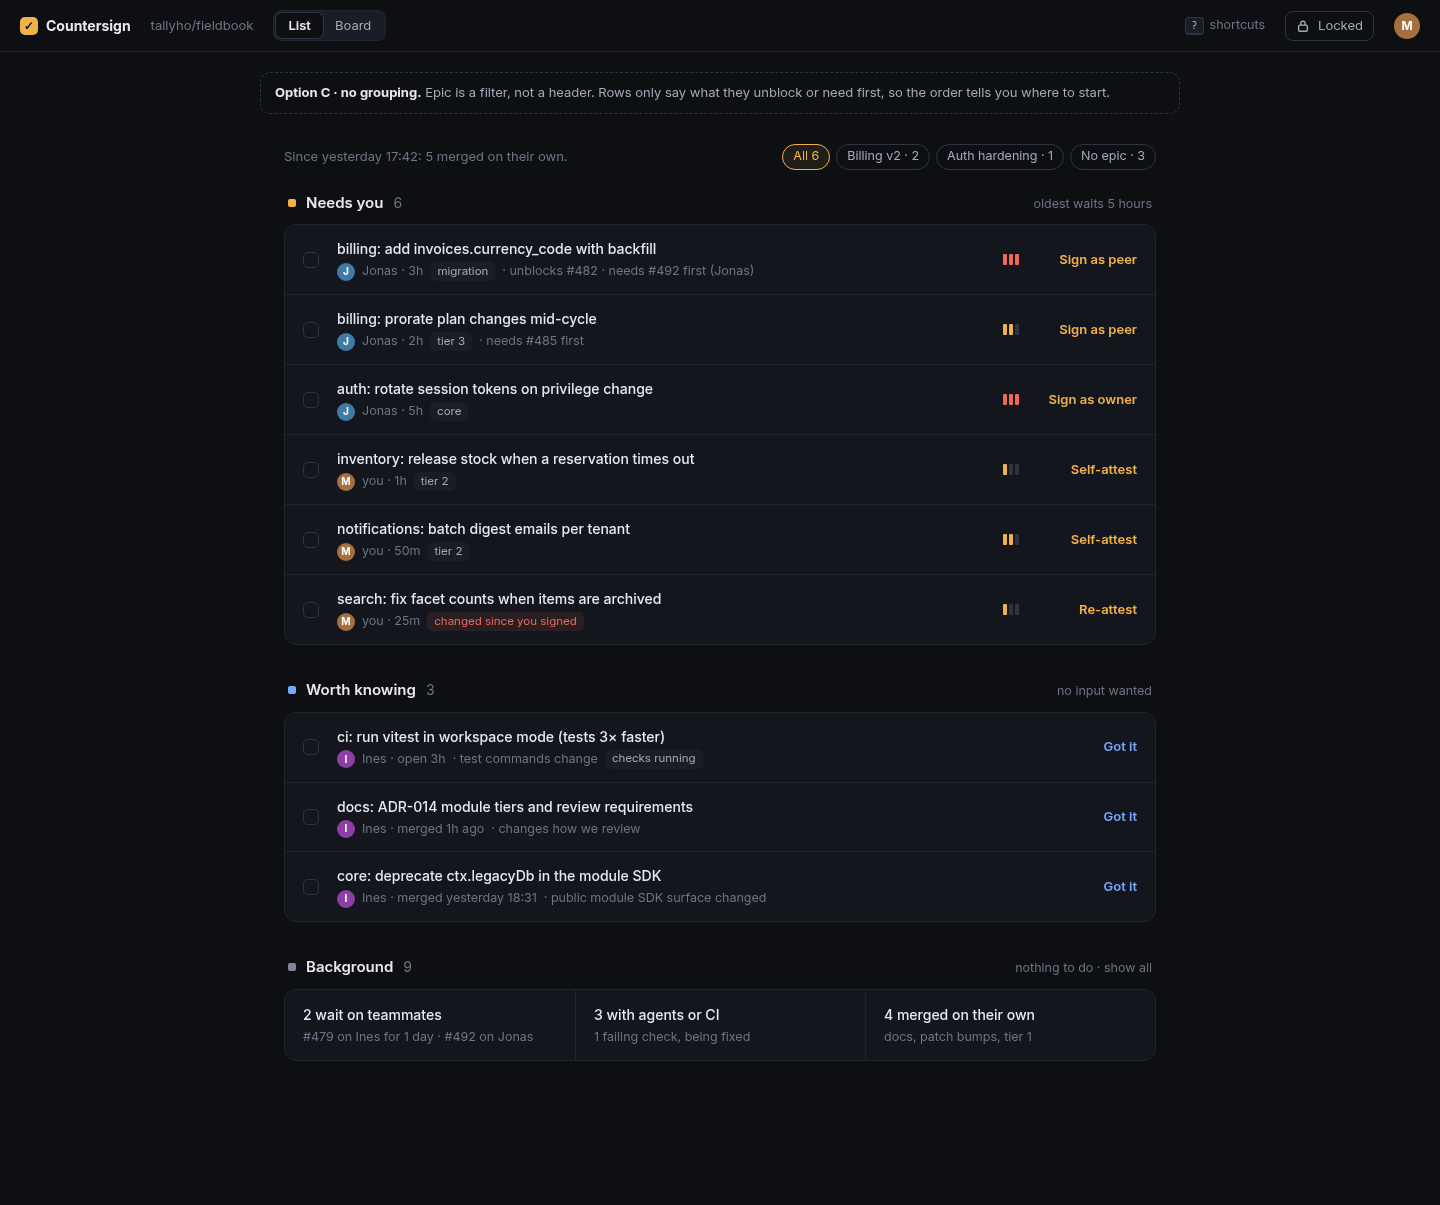 ✓ Countersign tallyho/fieldbook List Board ? shortcuts Locked M
Option C · no grouping. Epic is a filter, not a header. Rows only say what they unblock or need first, so the order tells you where to start.
Since yesterday 17:42: 5 merged on their own. All 6 Billing v2 · 2 Auth hardening · 1 No epic · 3
Needs you 6 oldest waits 5 hours
billing: add invoices.currency_code with backfill
J Jonas · 3h migration · unblocks #482 · needs #492 first (Jonas) Sign as peer
billing: prorate plan changes mid-cycle
J Jonas · 2h tier 3 · needs #485 first Sign as peer
auth: rotate session tokens on privilege change
J Jonas · 5h core Sign as owner
inventory: release stock when a reservation times out
M you · 1h tier 2 Self-attest
notifications: batch digest emails per tenant
M you · 50m tier 2 Self-attest
search: fix facet counts when items are archived
M you · 25m changed since you signed Re-attest
Worth knowing 3 no input wanted
ci: run vitest in workspace mode (tests 3× faster)
I Ines · open 3h · test commands change checks running Got it
docs: ADR-014 module tiers and review requirements
I Ines · merged 1h ago · changes how we review Got it
core: deprecate ctx.legacyDb in the module SDK
I Ines · merged yesterday 18:31 · public module SDK surface changed Got it
Background 9 nothing to do · show all
2 wait on teammates 3 with agents or CI 4 merged on their own
#479 on Ines for 1 day · #492 on Jonas 1 failing check, being fixed docs, patch bumps, tier 1